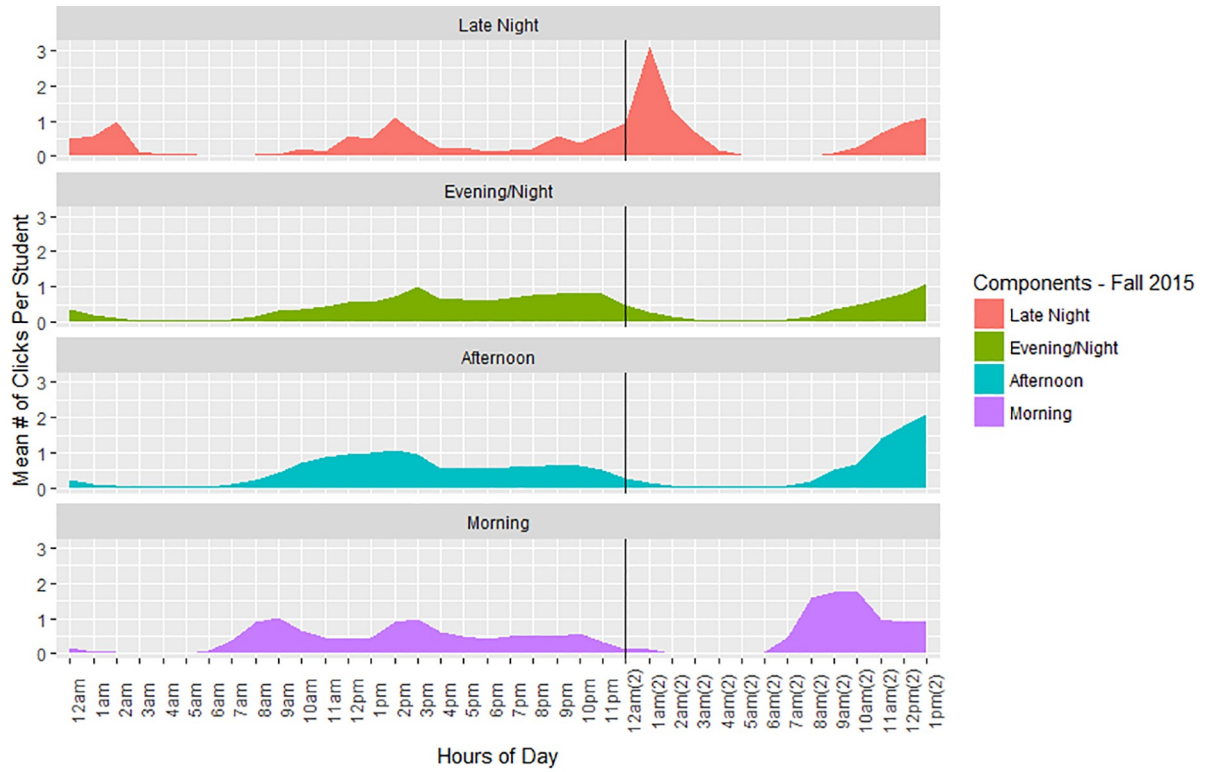 Late Night
3
2
1
0
Evening/Night
3
2
1
0
Afternoon
3
2
1
0
Morning
3
2
1
0
Mean # of Clicks Per Student
12am
1am
2am
3am
4am
5am
6am
7am
8am
9am
10am
11am
12pm
1pm
2pm
3pm
4pm
5pm
6pm
7pm
8pm
9pm
10pm
11pm
12am(2)
1am(2)
2am(2)
3am(2)
4am(2)
5am(2)
6am(2)
7am(2)
8am(2)
9am(2)
10am(2)
11am(2)
12pm(2)
1pm(2)
Hours of Day
Components - Fall 2015
Late Night
Evening/Night
Afternoon
Morning